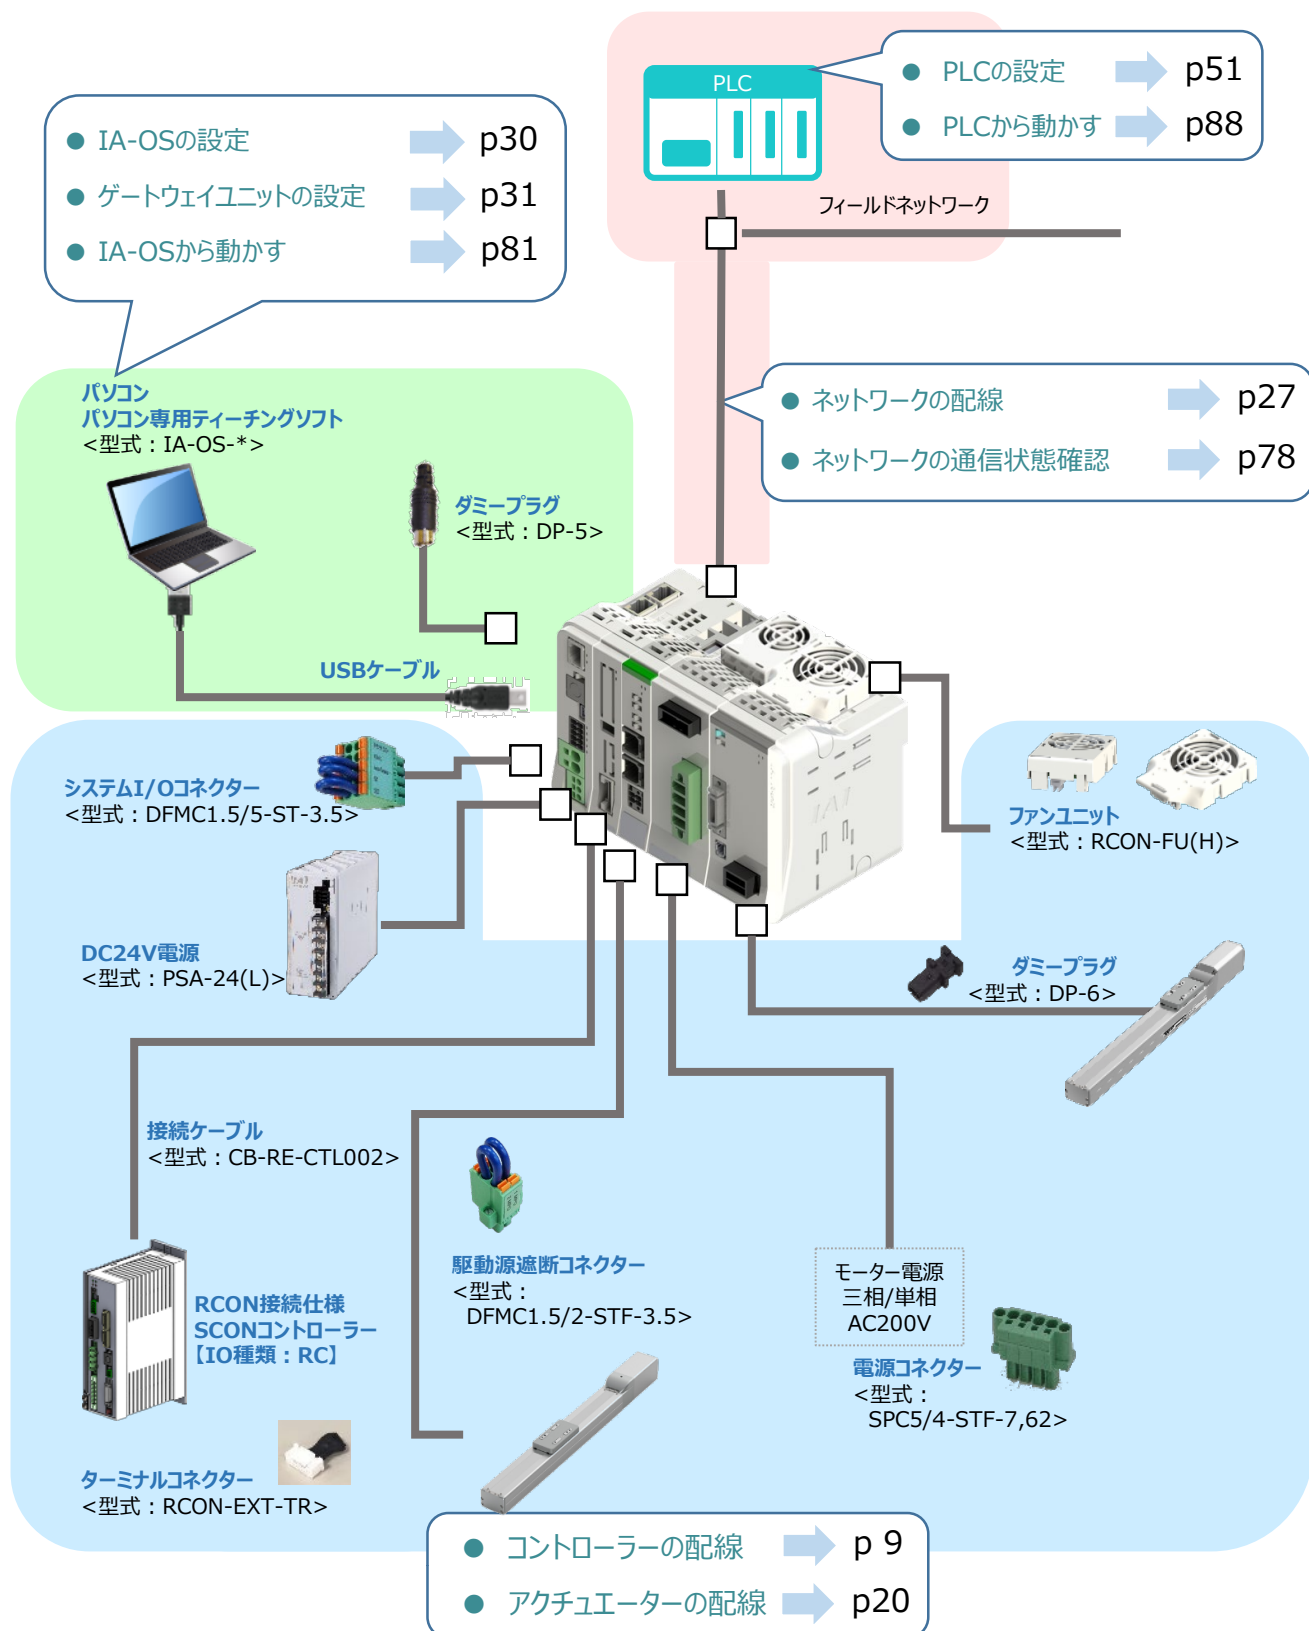 PLC
● PLCの設定 p51
● PLCから動かす p88
● IA-OSの設定 p30
● ゲートウェイユニットの設定 p31
● IA-OSから動かす p81
フィールドネットワーク
● ネットワークの配線 p27
● ネットワークの通信状態確認 p78
パソコン
パソコン専用ティーチングソフト
<型式：IA-OS-*>
ダミープラグ
<型式：DP-5>
USBケーブル
システムI/Oコネクター
<型式：DFMC1.5/5-ST-3.5>
ファンユニット
<型式：RCON-FU(H)>
DC24V電源
<型式：PSA-24(L)>
ダミープラグ
<型式：DP-6>
接続ケーブル
<型式：CB-RE-CTL002>
駆動源遮断コネクター
<型式：
DFMC1.5/2-STF-3.5>
モーター電源
三相/単相
AC200V
RCON接続仕様
SCONコントローラー
【IO種類：RC】
電源コネクター
<型式：
SPC5/4-STF-7,62>
ターミナルコネクター
<型式：RCON-EXT-TR>
● コントローラーの配線 p 9
● アクチュエーターの配線 p20